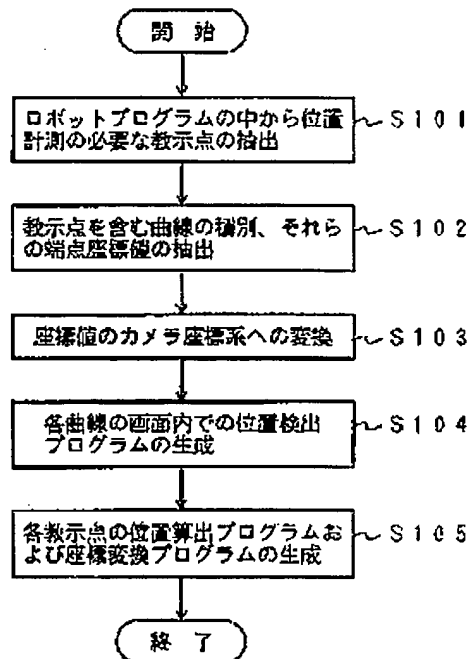 開 始
ロボットプログラムの中から位置
計測の必要な教示点の抽出
S101
教示点を含む曲線の種別、それら
の端点座標値の抽出
S102
座標値のカメラ座標系への変換
S103
各曲線の画面内での位置検出
プログラムの生成
S104
各教示点の位置算出プログラムお
よび座標変換プログラムの生成
S105
終 了